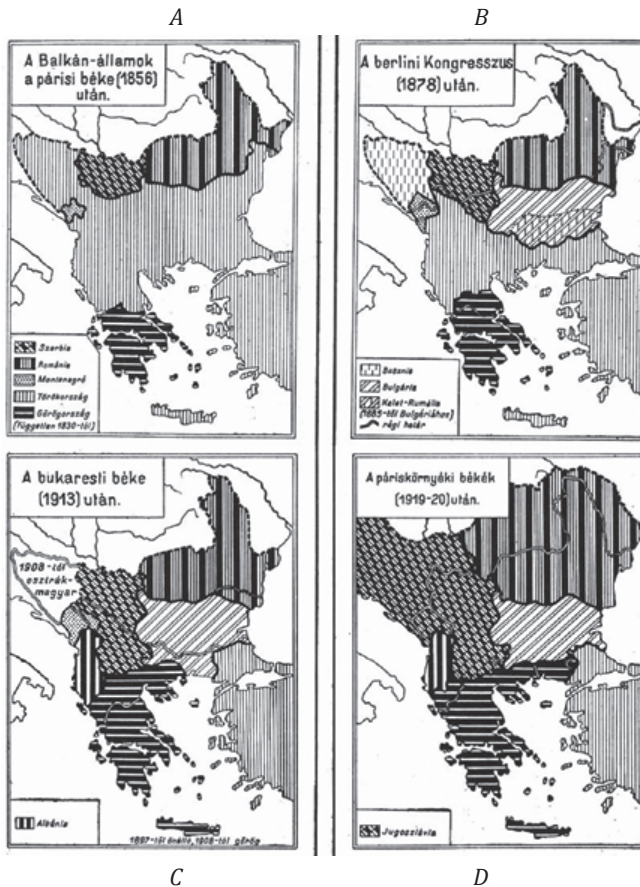 A
B
A Balkán-államok
a párisi béke (1856)
után.
Szerbia
Románia
Montenegró
Törökország
Görögország
(független 1830-tól)
A berlini Kongresszus
(1878) után.
Bosznia
Bulgária
Kelet-Rumélia
(1885-től Bulgáriához)
régi határ
A bukaresti béke
(1913) után.
1908-tól
osztrák-
magyar
Albánia
1897-től önálló, 1908-tól görög
A páriskörnyéki békék
(1919-20) után.
Jugoszlávia
C
D